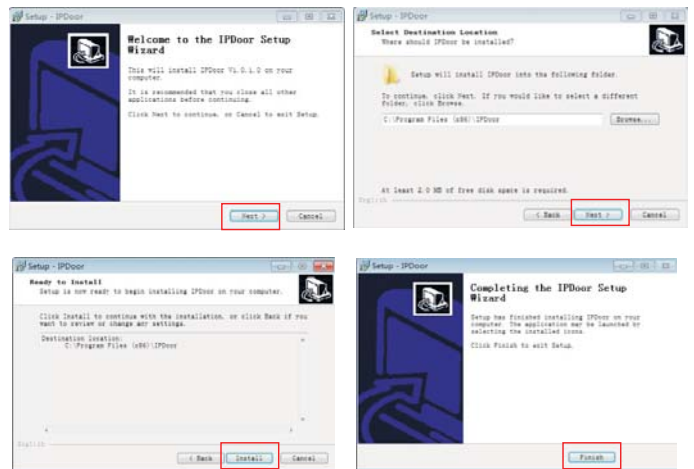 Setup - IPDoor
Welcome to the IPDoor Setup
Wizard
This will install IPDoor V1.0.1.0 on your
computer.
It is recommended that you close all other
applications before continuing.
Click Next to continue, or Cancel to exit Setup.
Next >
Cancel
Setup - IPDoor
Select Destination Location
Where should IPDoor be installed?
Setup will install IPDoor into the following folder.
To continue, click Next. If you would like to select a different
folder, click Browse.
C:\Program Files (x86)\IPDoor
Browse...
At least 2.0 MB of free disk space is required.
English
< Back
Next >
Cancel
Setup - IPDoor
Ready to Install
Setup is now ready to begin installing IPDoor on your computer.
Click Install to continue with the installation, or click Back if you
want to review or change any settings.
Destination location:
C:\Program Files (x86)\IPDoor
English
< Back
Install
Cancel
Setup - IPDoor
Completing the IPDoor Setup
Wizard
Setup has finished installing IPDoor on your
computer. The application may be launched by
selecting the installed icons.
Click Finish to exit Setup.
Finish